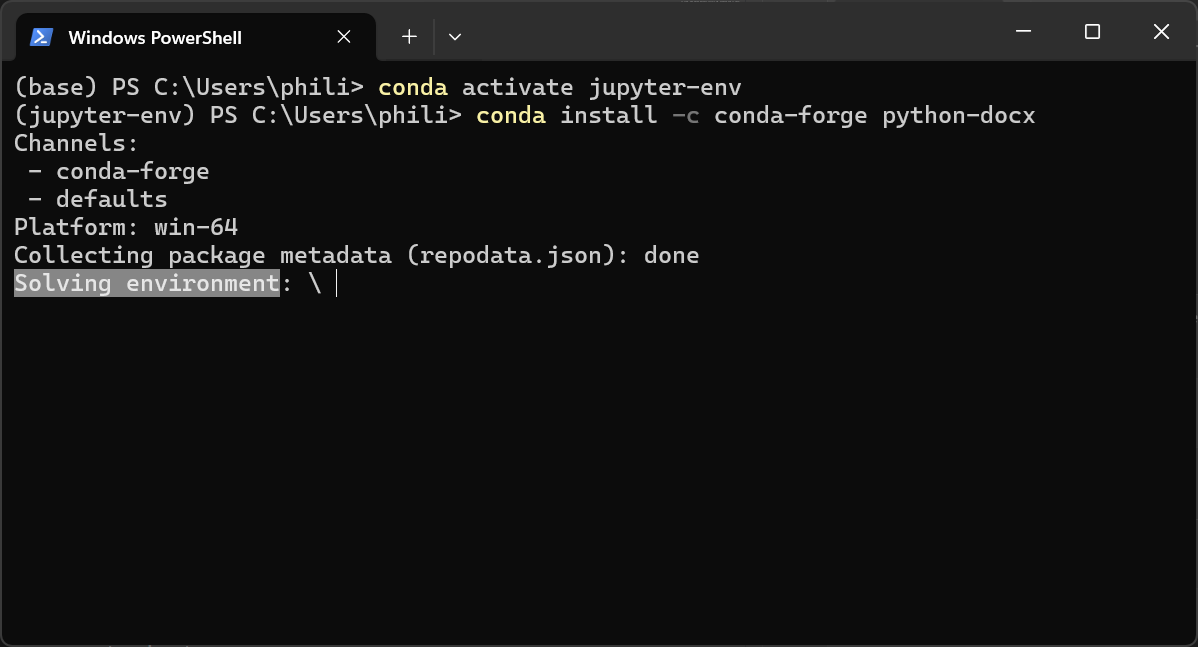 Windows PowerShell
(base) PS C:\Users\phili> conda activate jupyter-env
(jupyter-env) PS C:\Users\phili> conda install -c conda-forge python-docx
Channels:
 - conda-forge
 - defaults
Platform: win-64
Collecting package metadata (repodata.json): done
Solving environment: \